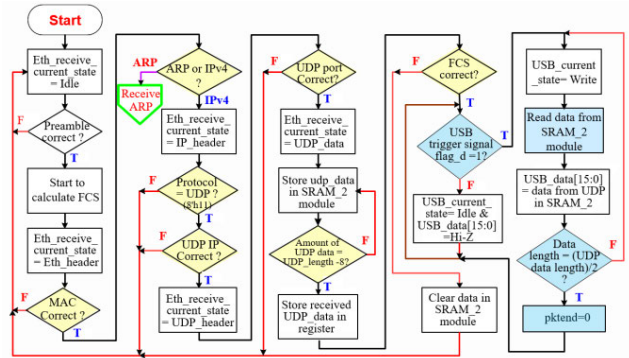 Start
Eth_receive_
current_state
= Idle
F
Preamble
correct ?
T
Start to
calculate FCS
Eth_receive_
current_state
= Eth_header
F
MAC
Correct ?
T
ARP
ARP or IPv4
?
Receive
ARP
IPv4
Eth_receive_
current_state
= IP_header
F
Protocol
= UDP ?
(8'h11)
T
F
UDP IP
Correct ?
T
Eth_receive_
current_state
= UDP_header
F
UDP port
Correct?
T
Eth_receive_
current_state
= UDP_data
Store udp_data
in SRAM_2
module
F
Amount of
UDP data =
UDP_length -8?
T
Store received
UDP_data in
register
F
FCS
correct?
T
USB
trigger signal
flag_d =1?
T
F
USB_current_
state= Idle &
USB_data[15:0]
=Hi-Z
Clear data in
SRAM_2
module
USB_current
_state= Write
Read data from
SRAM_2
module
USB_data[15:0]
= data from UDP
in SRAM_2
F
Data
length = (UDP
data length)/2
?
T
pktend=0